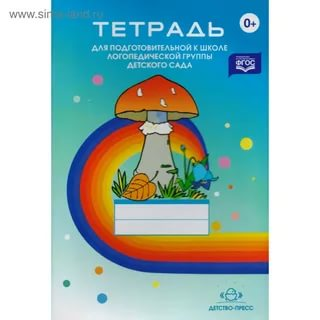 www.sima-land.ru
ТЕТРАДЬ
0+
ДЛЯ ПОДГОТОВИТЕЛЬНОЙ К ШКОЛЕ
ЛОГОПЕДИЧЕСКОЙ ГРУППЫ
ДЕТСКОГО САДА
ФГОС
ДЕТСТВО-ПРЕСС